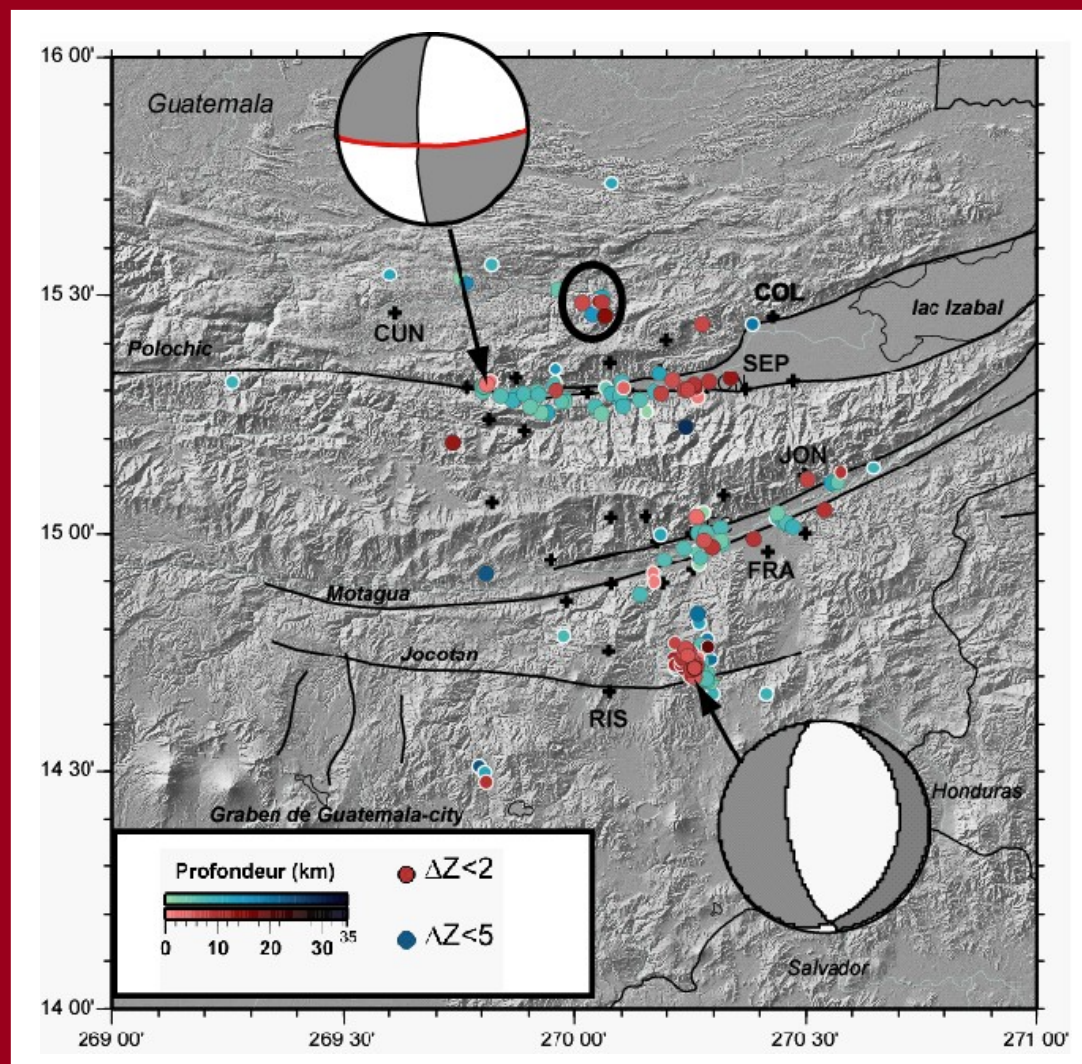 16 00'
Guatemala
15 30'
COL
lac Izabal
CUN
Polochic
SEP
JON
15 00'
FRA
Motagua
Jocotan
RIS
14 30'
Honduras
Graben de Guatemala-city
Profondeur (km)
ΔZ<2
0 10 20 30 35
ΔZ<5
Salvador
14 00'
269 00' 269 30' 270 00' 270 30' 271 00'